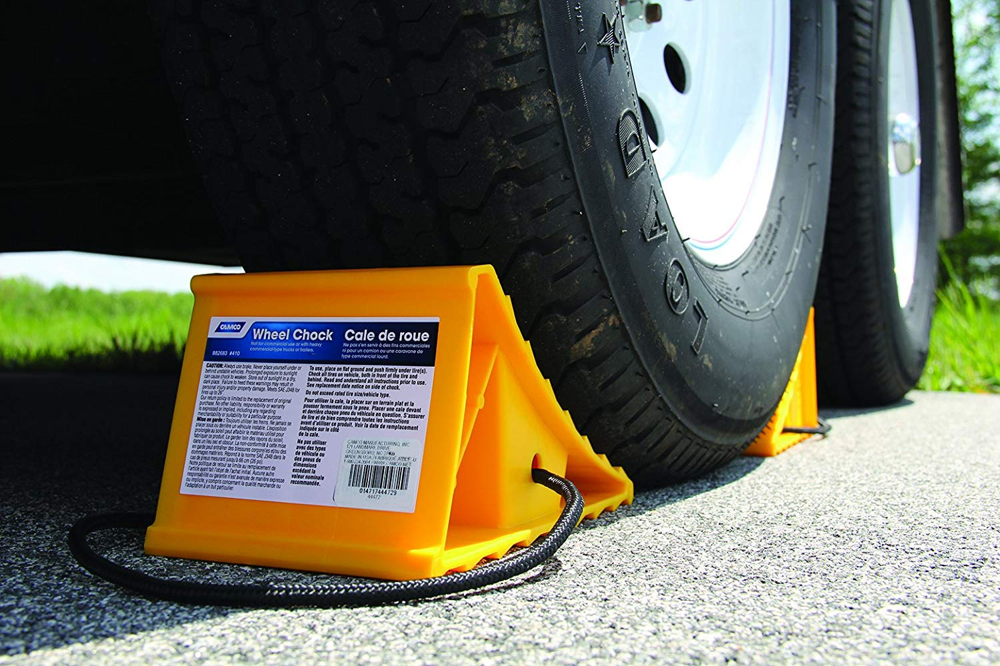 CAMCO
Wheel Chock
Not for commercial use or with heavy
commercial-type trucks or trailers.
882683 #410
Cale de roue
Ne pas s'en servir à des fins commerciales
ni pour un camion ou une caravane de
type commercial lourd.
CAUTION: Always use brake. Never place yourself under or
behind unstable vehicles. Prolonged exposure to sunlight
can cause chock to weaken. Store out of sunlight in a dry,
dark place. Failure to heed these warnings may result in
personal injury and/or property damage. Meets SAE J348 for
tires up to 26".
Our return policy is limited to the replacement of original
purchase. No other liability, responsibility or warranty
is expressed or implied, including any regarding
merchantability or suitability for a particular purpose.
Mise en garde : Toujours utiliser les freins. Ne jamais se
placer sous ou derrière un véhicule instable. L'exposition
prolongée au soleil peut affaiblir le matériel utilisé pour
fabriquer ce produit. Le garder loin des rayons du soleil,
dans un lieu sec et obscur. La non-conformité à cette mise
en garde peut entraîner des blessures corporelles et/ou des
dommages matériels. Répond à la norme SAE J348 dans le
cas de pneus mesurant jusqu'à 66 cm (26 po).
Notre politique de retour se limite au remplacement de
l'article ayant fait l'objet de l'achat initial. Aucune autre
responsabilité ou garantie n'est avancée de manière expresse
ou implicite, y compris concernant la qualité marchande ou
l'adaptation à un but particulier.
To use, place on flat ground and push firmly under tire(s).
Chock all tires on vehicle, both in front of the tire and
behind. Read and understand all instructions prior to use.
See replacement date notice on side of chock.
Do not exceed rated tire size/vehicle type.
Pour utiliser la cale, la placer sur un terrain plat et la
pousser fermement sous le pneu. Placer une cale devant
et derrière chaque pneu du véhicule en question. S'assurer
de lire et de bien comprendre toutes les instructions
avant d'utiliser ce produit. Voir la date de remplacement
indiquée sur le côté
de la cale.
Ne pas utiliser
avec des types
de véhicule ou
des pneus de
dimensions
excédant la
valeur nominale
recommandée.
CAMCO MANUFACTURING, INC
121 LANDMARK DRIVE
GREENSBORO, NC 27409
MADE IN USA / FABRIQUE AUX E-U
WWW.CAMCO.NET
014717444729
44472
LOAD